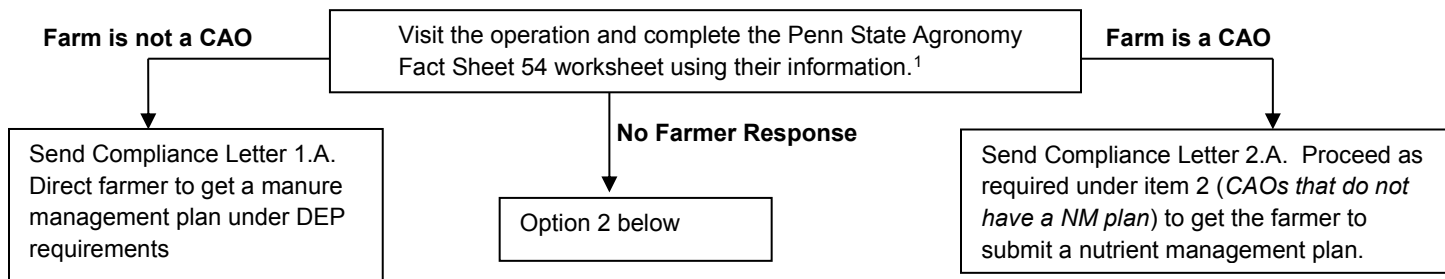 Farm is not a CAO
Visit the operation and complete the Penn State Agronomy
Fact Sheet 54 worksheet using their information.1
Farm is a CAO
No Farmer Response
Send Compliance Letter 1.A.
Direct farmer to get a manure
management plan under DEP
requirements
Option 2 below
Send Compliance Letter 2.A. Proceed as
required under item 2 (CAOs that do not
have a NM plan) to get the farmer to
submit a nutrient management plan.